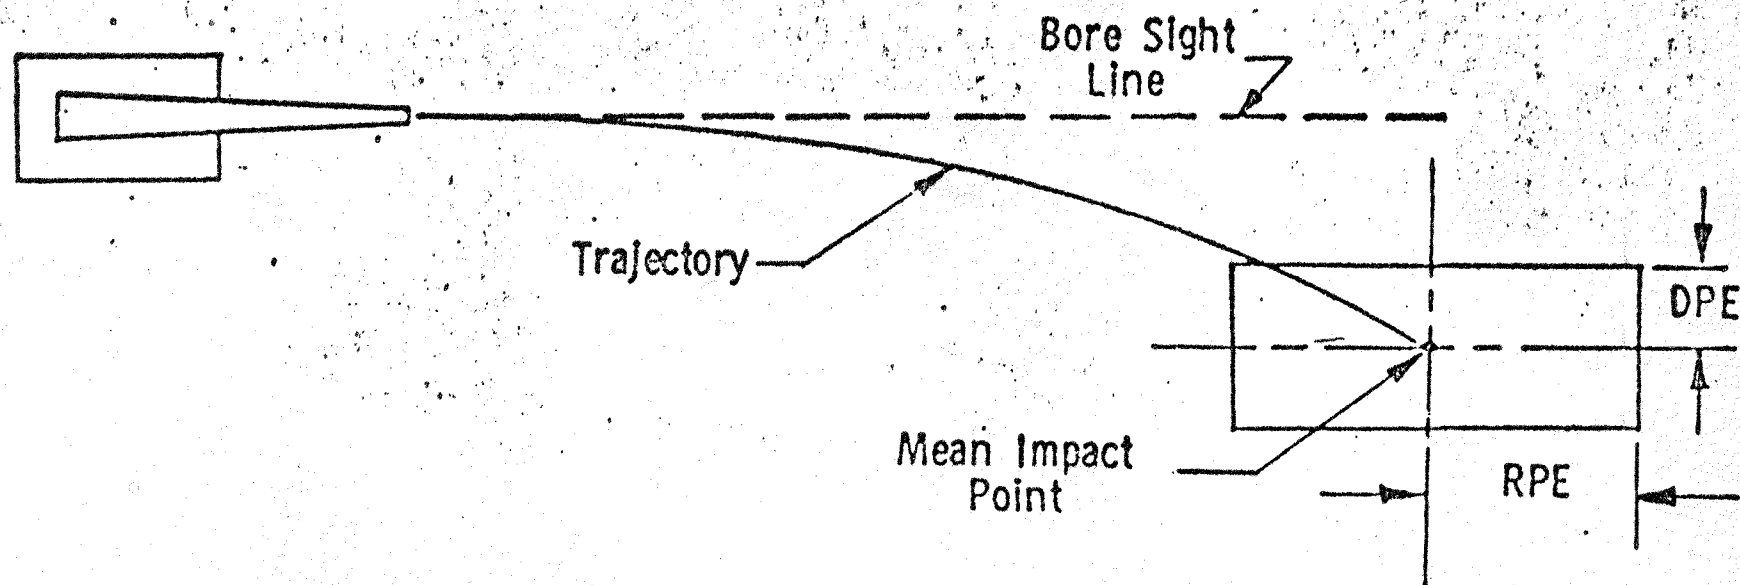 Bore Sight
Line
Trajectory
DPE
Mean Impact
Point
RPE